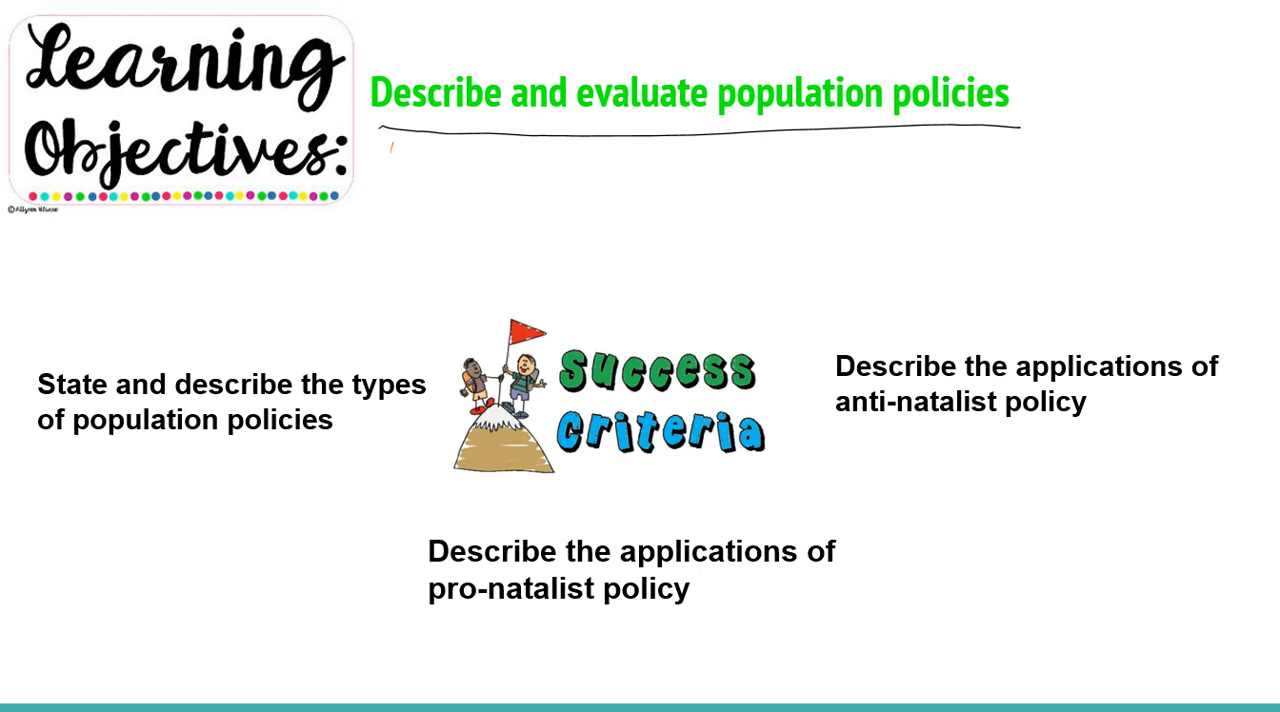 Learning
Objectives:
Describe and evaluate population policies
State and describe the types
of population policies
Success
Criteria
Describe the applications of
anti-natalist policy
Describe the applications of
pro-natalist policy